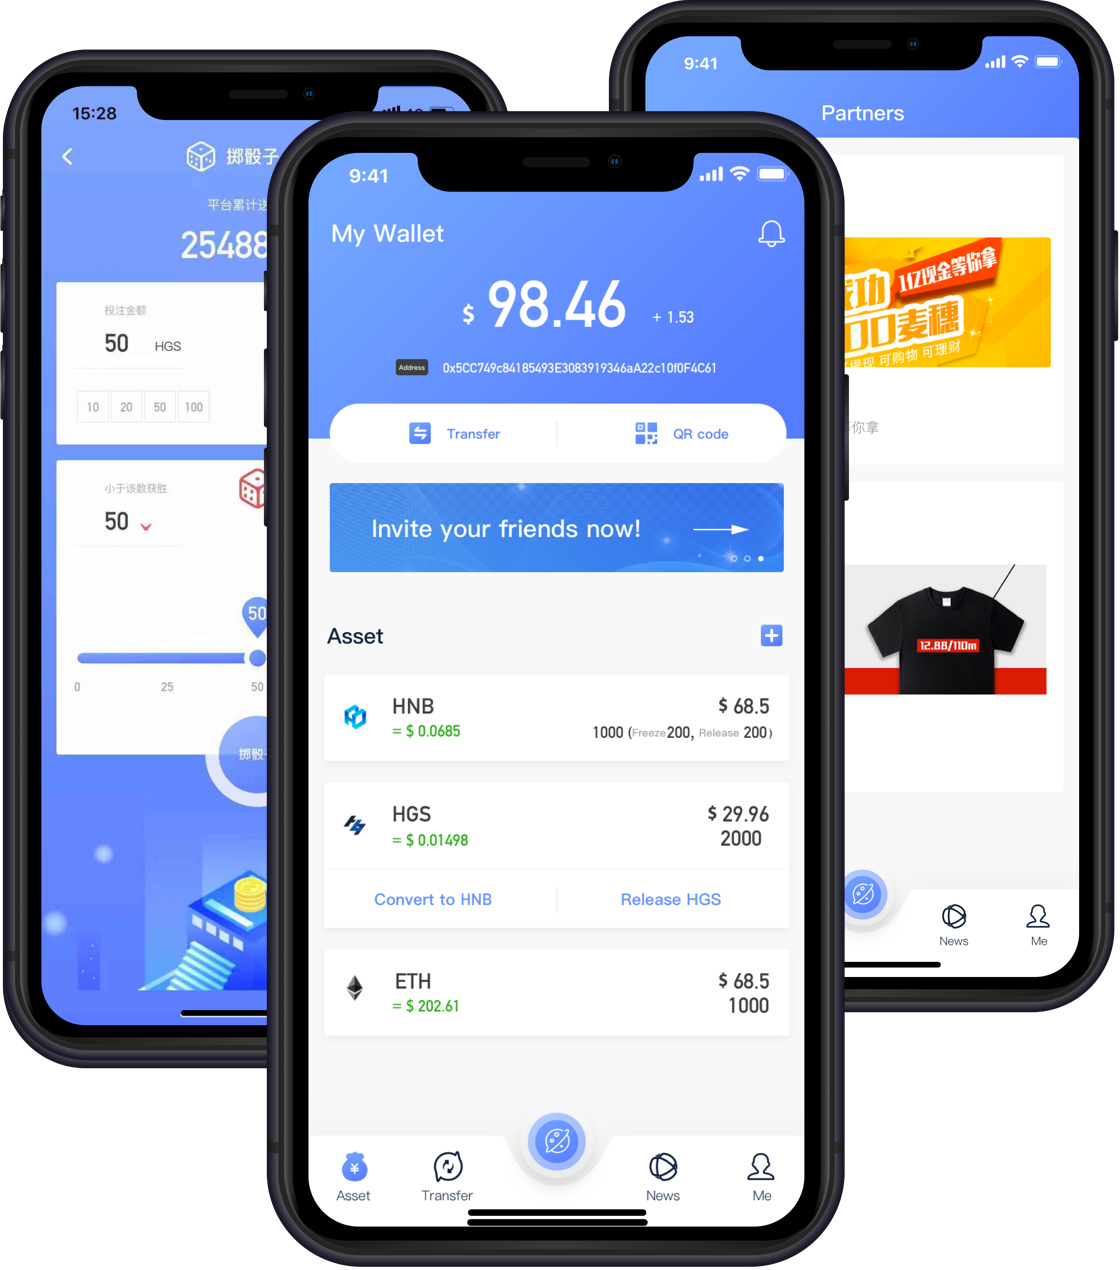 15:28
掷骰子
平台累计送
25488
投注金额
50 HGS
10 20 50 100
小于该数获胜
50
50
0 25 50
掷骰
9:41
My Wallet
$ 98.46 + 1.53
Address 0x5CC749c84185493E3083919346aA22c10f0F4C61
Transfer QR code
Invite your friends now!
Asset
HNB $ 68.5
= $ 0.0685 1000 (Freeze200, Release 200)
HGS $ 29.96
= $ 0.01498 2000
Convert to HNB Release HGS
ETH $ 68.5
= $ 202.61 1000
Asset Transfer News Me
9:41
Partners
功 1亿现金等你拿
00麦穗
提现 可购物 可理财
你拿
12.88/110m
News Me